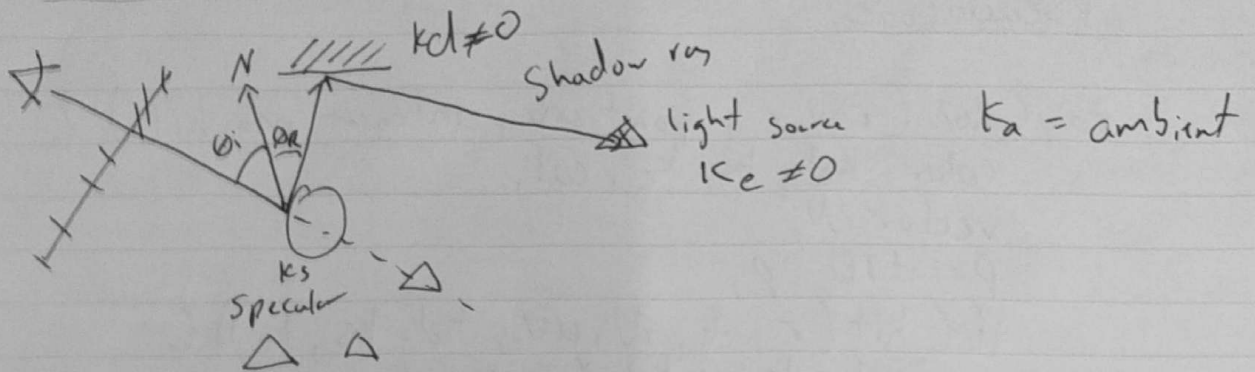 kd≠0
N
Shadow ray
θi
θR
light source
Ke ≠0
Ka = ambient
Ks
Specular